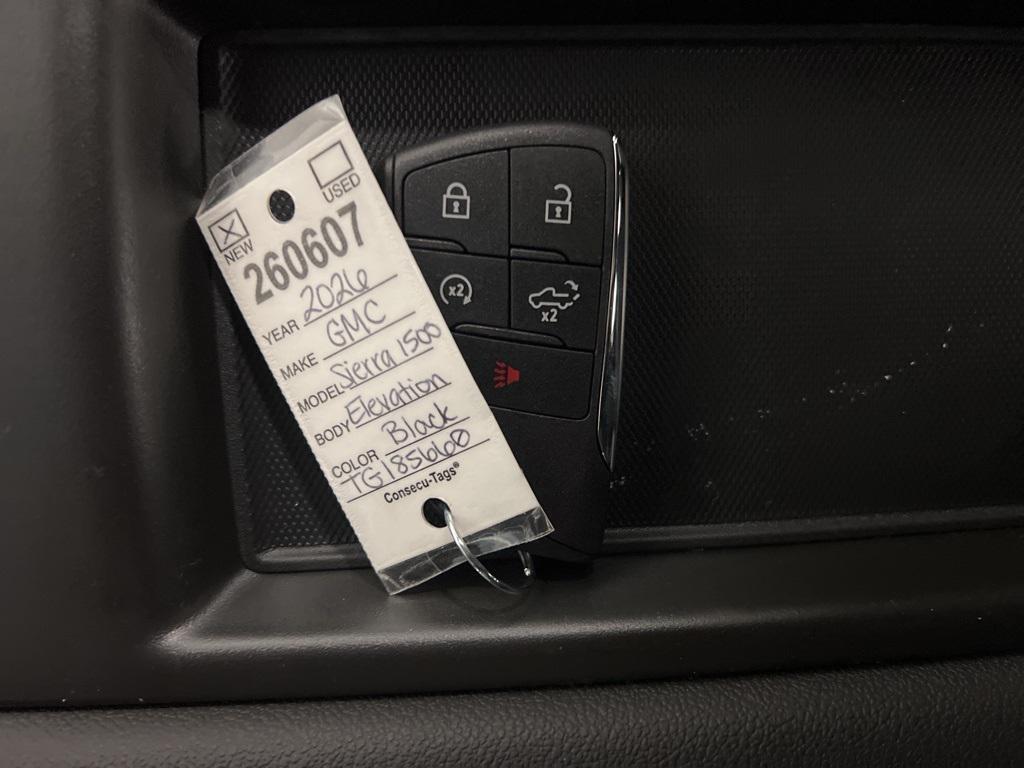 USED
NEW
260607
YEAR 2026
MAKE GMC
MODEL Sierra 1500
BODY Elevation
COLOR Black
TG185660
Consecu-Tags®
x2
x2